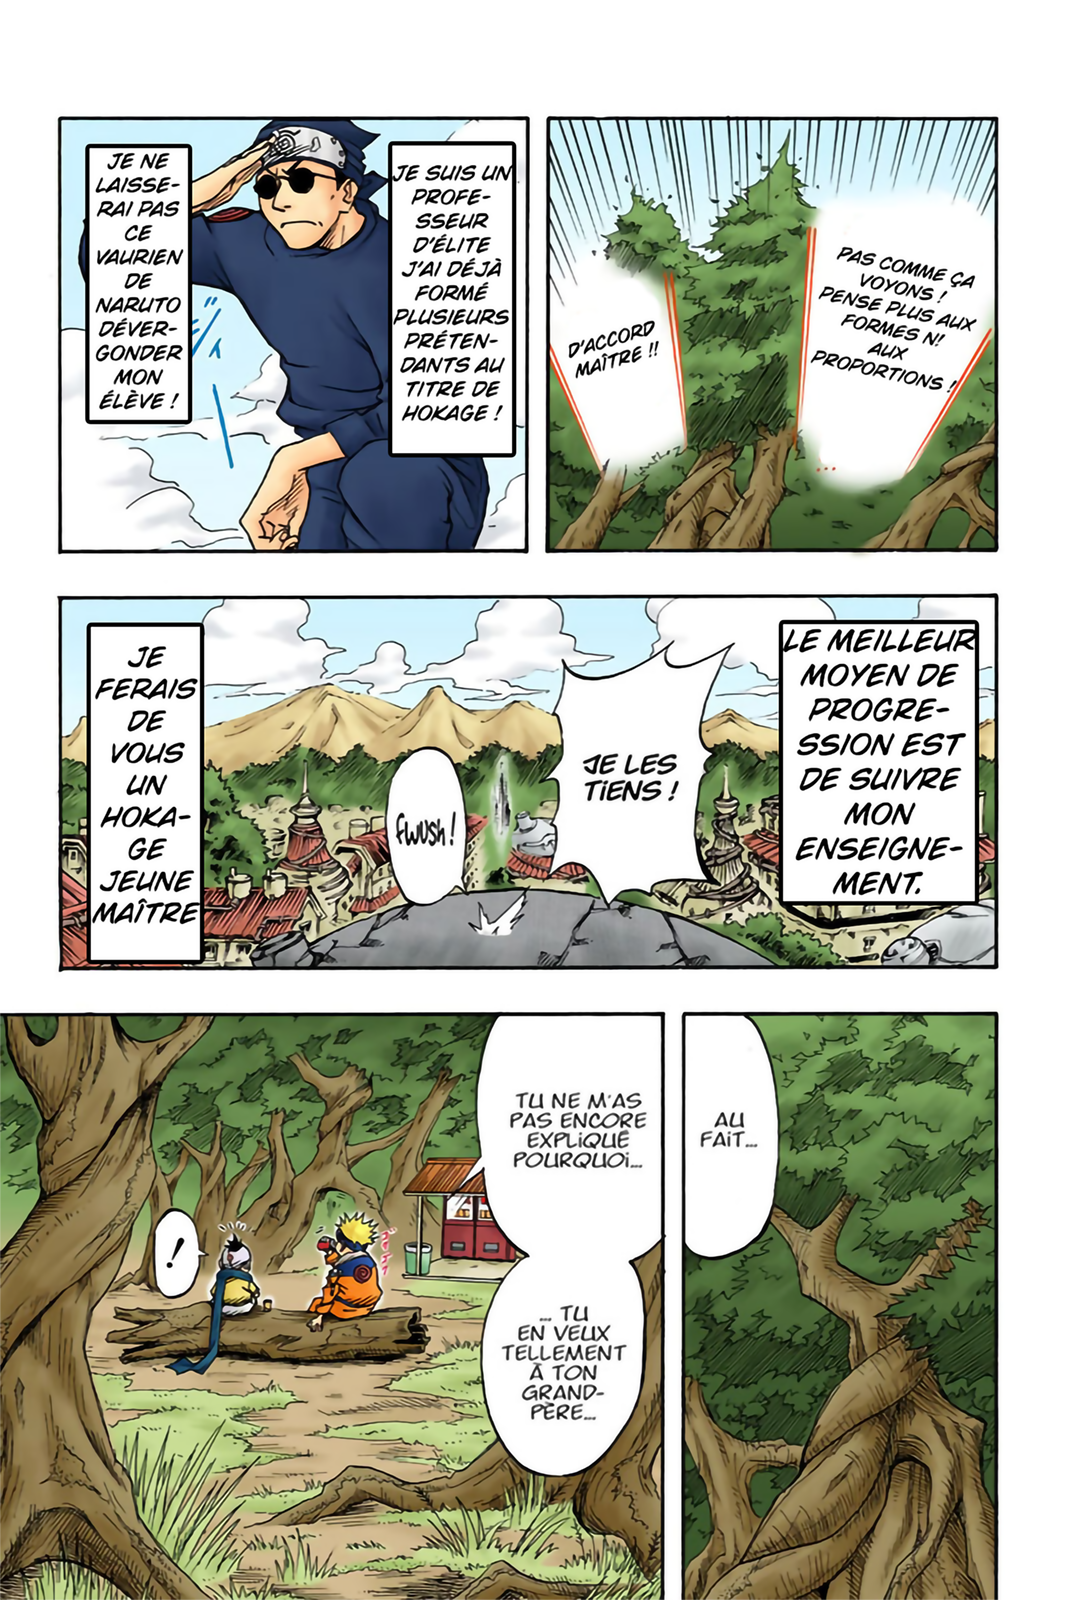 PAS COMME ÇA
VOYONS !
PENSE PLUS AUX
FORMES N!
AUX
PROPORTIONS !
...
D'ACCORD
MAÎTRE !!
JE SUIS UN
PROFE-
SSEUR
D'ÉLITE
J'AI DÉJÀ
FORMÉ
PLUSIEURS
PRÉTEN-
DANTS AU
TITRE DE
HOKAGE !
JE NE
LAISSE-
RAI PAS
CE
VAURIEN
DE
NARUTO
DÉVER-
GONDER
MON
ÉLÈVE !
LE MEILLEUR
MOYEN DE
PROGRE-
SSION EST
DE SUIVRE
MON
ENSEIGNE-
MENT.
JE LES
TIENS !
FWUSH !
JE
FERAIS
DE
VOUS
UN
HOKA-
GE
JEUNE
MAÎTRE
AU
FAIT...
TU NE M'AS
PAS ENCORE
EXPLIQUÉ
POURQUOI...
... TU
EN VEUX
TELLEMENT
À TON
GRAND-
PÈRE...
!